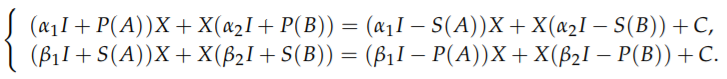 (α₁I + P(A))X + X(α₂I + P(B)) = (α₁I − S(A))X + X(α₂I − S(B)) + C,
(β₁I + S(A))X + X(β₂I + S(B)) = (β₁I − P(A))X + X(β₂I − P(B)) + C.